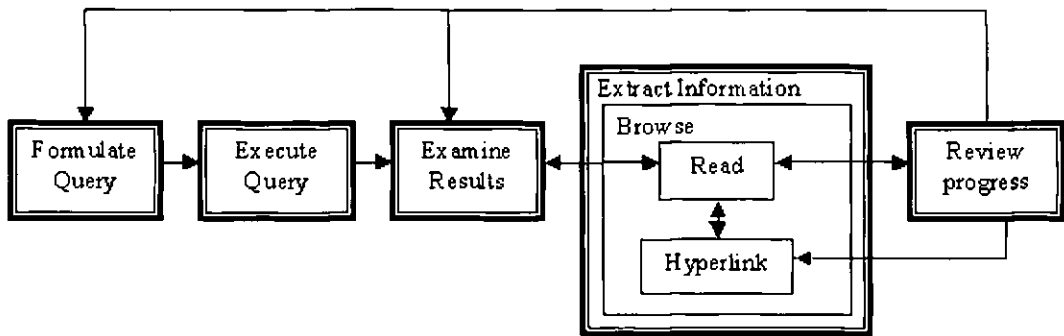 Extract Information
Browse
Formulate
Query
Execute
Query
Examine
Results
Read
Review
progress
Hyperlink